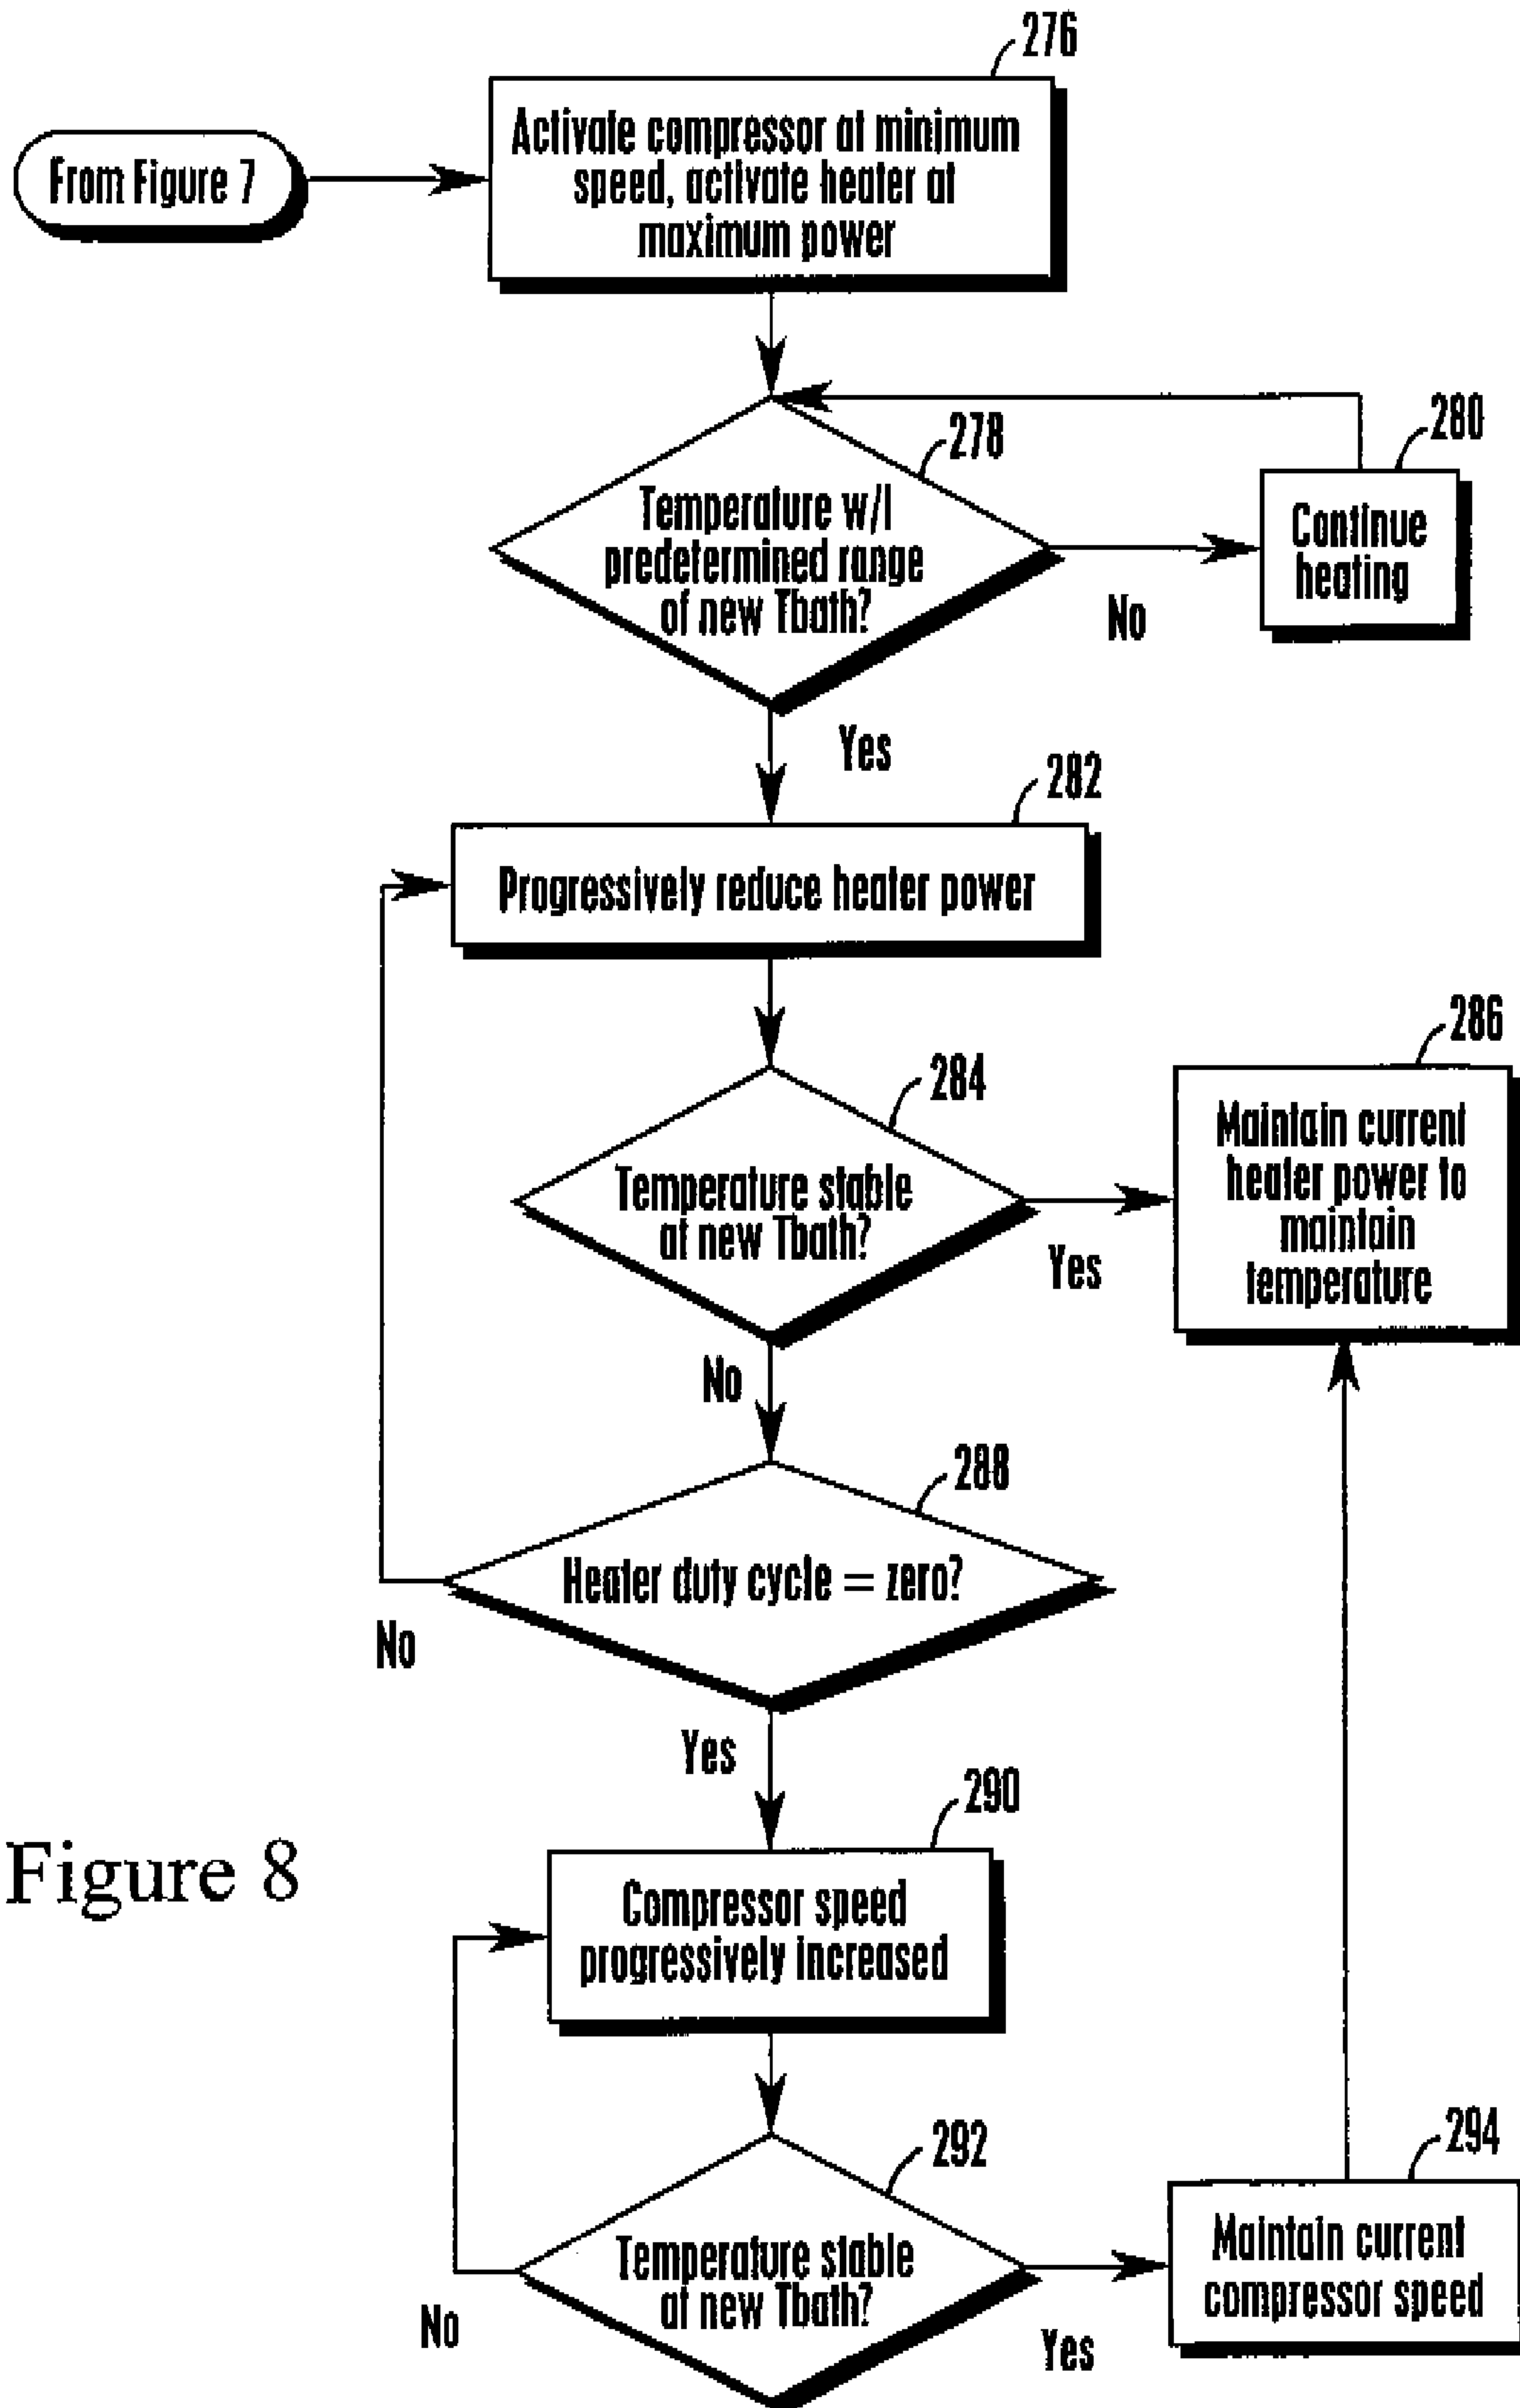 276
From Figure 7
Activate compressor at minimum
speed, activate heater at
maximum power
278
280
Temperature w/I
predetermined range
of new Tbath?
Continue
heating
No
Yes
282
Progressively reduce heater power
284
286
Temperature stable
at new Tbath?
Maintain current
heater power to
maintain
temperature
Yes
No
288
Heater duty cycle = zero?
No
Yes
290
Figure 8
Compressor speed
progressively increased
292
294
Temperature stable
at new Tbath?
Maintain current
compressor speed
No
Yes